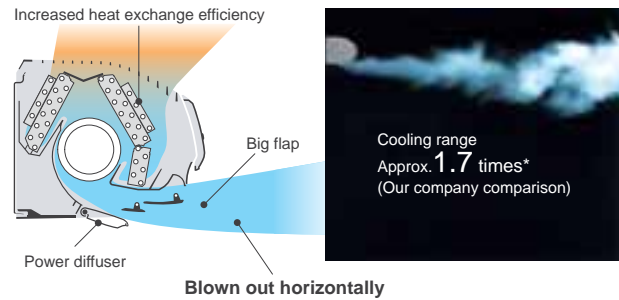 Increased heat exchange efficiency
Big flap
Power diffuser
Blown out horizontally
Cooling range
Approx.1.7 times*
(Our company comparison)